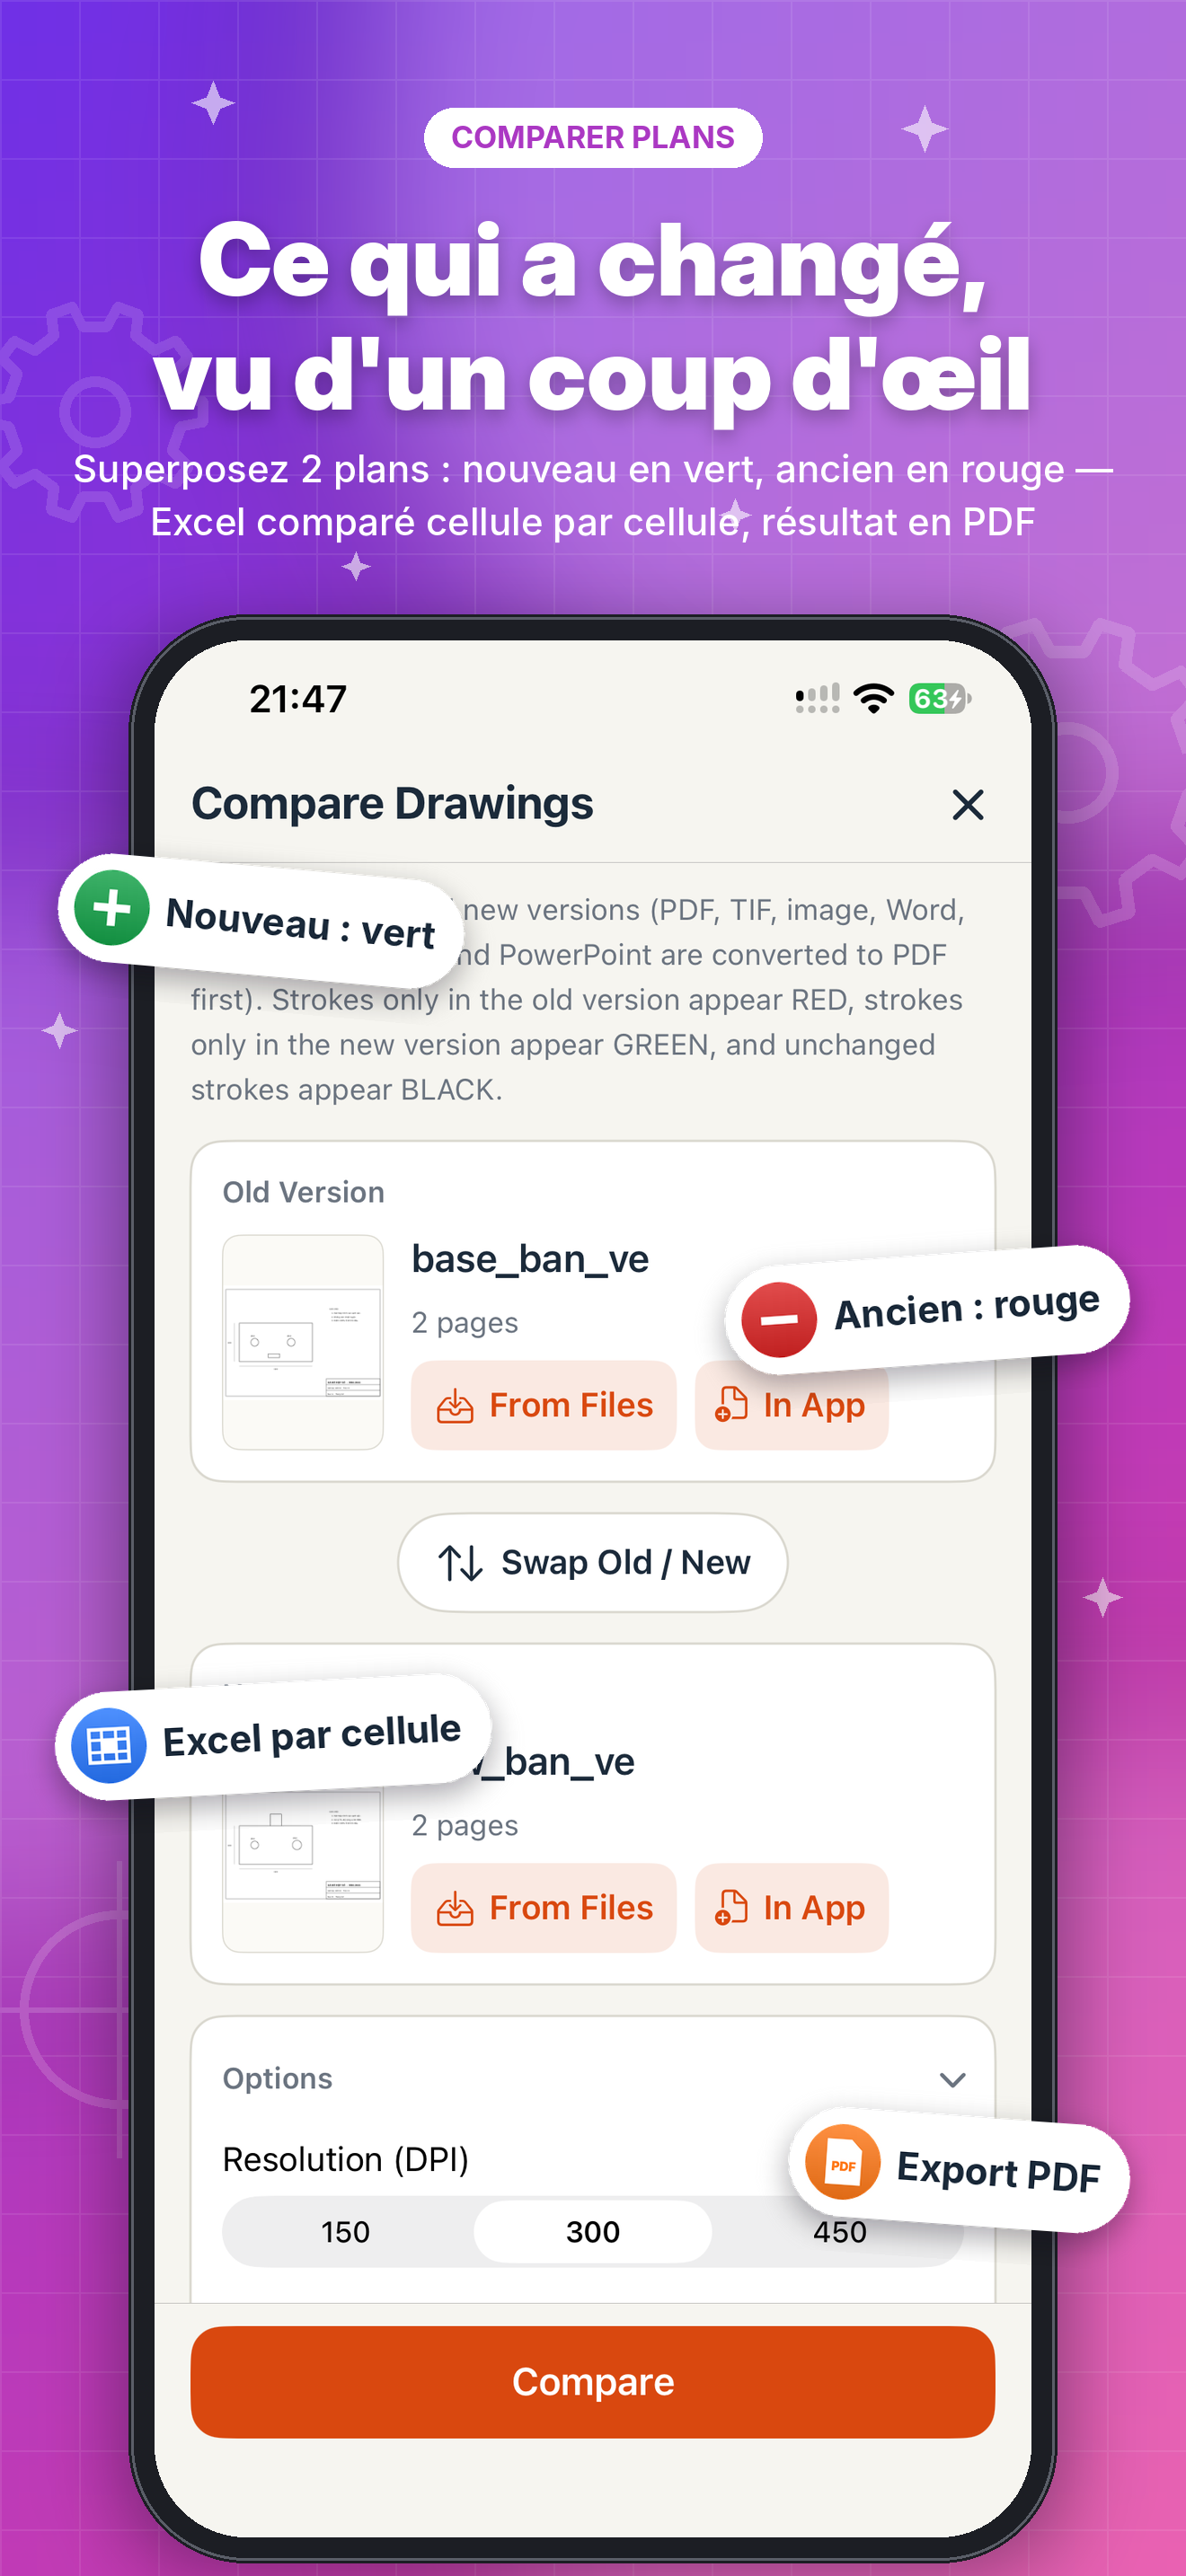 COMPARER PLANS
Ce qui a changé,
vu d'un coup d'œil
Superposez 2 plans : nouveau en vert, ancien en rouge —
Excel comparé cellule par cellule, résultat en PDF
21:47
63
Compare Drawings
Nouveau : vert
new versions (PDF, TIF, image, Word,
PowerPoint are converted to PDF
first). Strokes only in the old version appear RED, strokes
only in the new version appear GREEN, and unchanged
strokes appear BLACK.
Old Version
base_ban_ve
Ancien : rouge
2 pages
From Files
In App
Swap Old / New
Excel par cellule
_ban_ve
2 pages
From Files
In App
Options
Resolution (DPI)
PDF
Export PDF
150
300
450
Compare